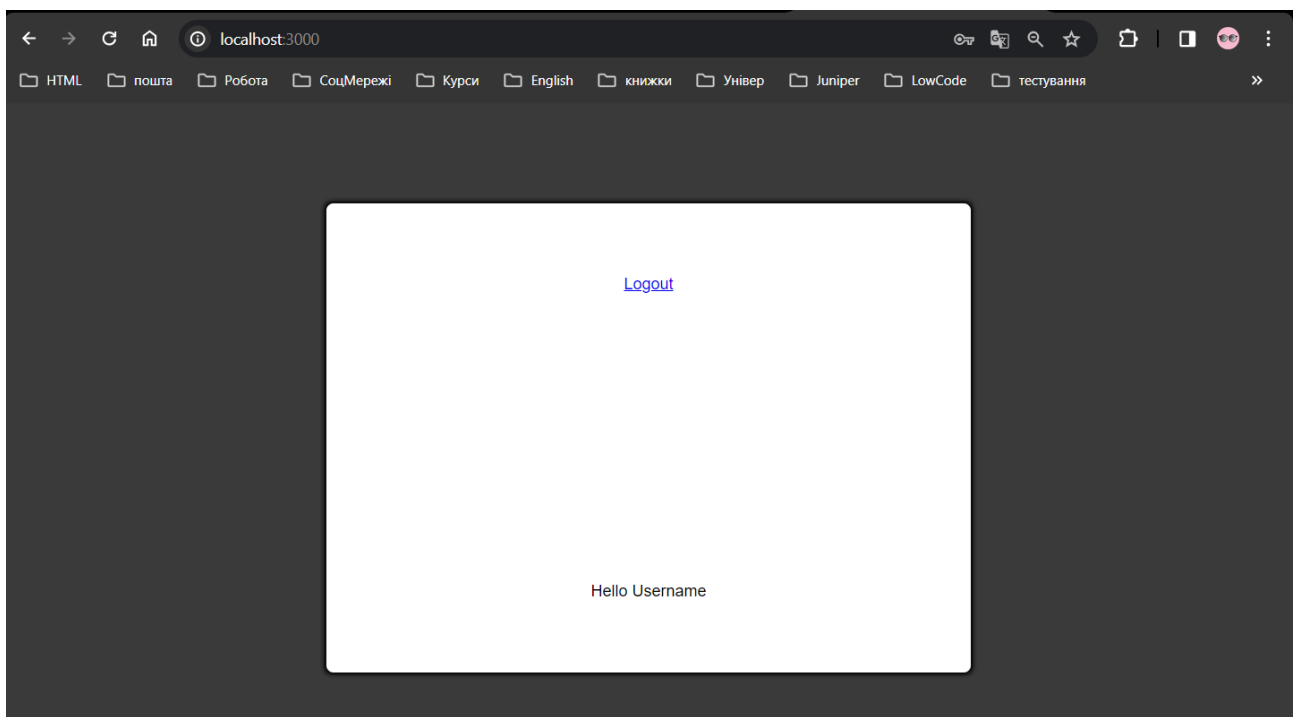 localhost:3000
HTML пошта Робота СоцМережі Курси English книжки Універ Juniper LowCode тестування
Logout
Hello Username